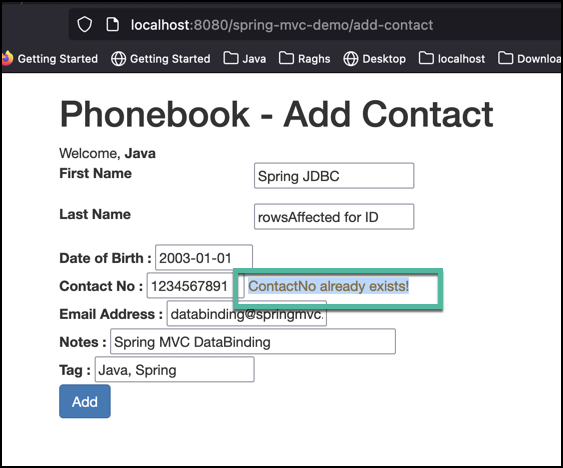 localhost:8080/spring-mvc-demo/add-contact
Getting Started Getting Started Java Raghs Desktop localhost Downloa
Phonebook - Add Contact
Welcome, Java
First Name Spring JDBC
Last Name rowsAffected for ID
Date of Birth : 2003-01-01
Contact No : 1234567891 ContactNo already exists!
Email Address : databinding@springmvc.
Notes : Spring MVC DataBinding
Tag : Java, Spring
Add